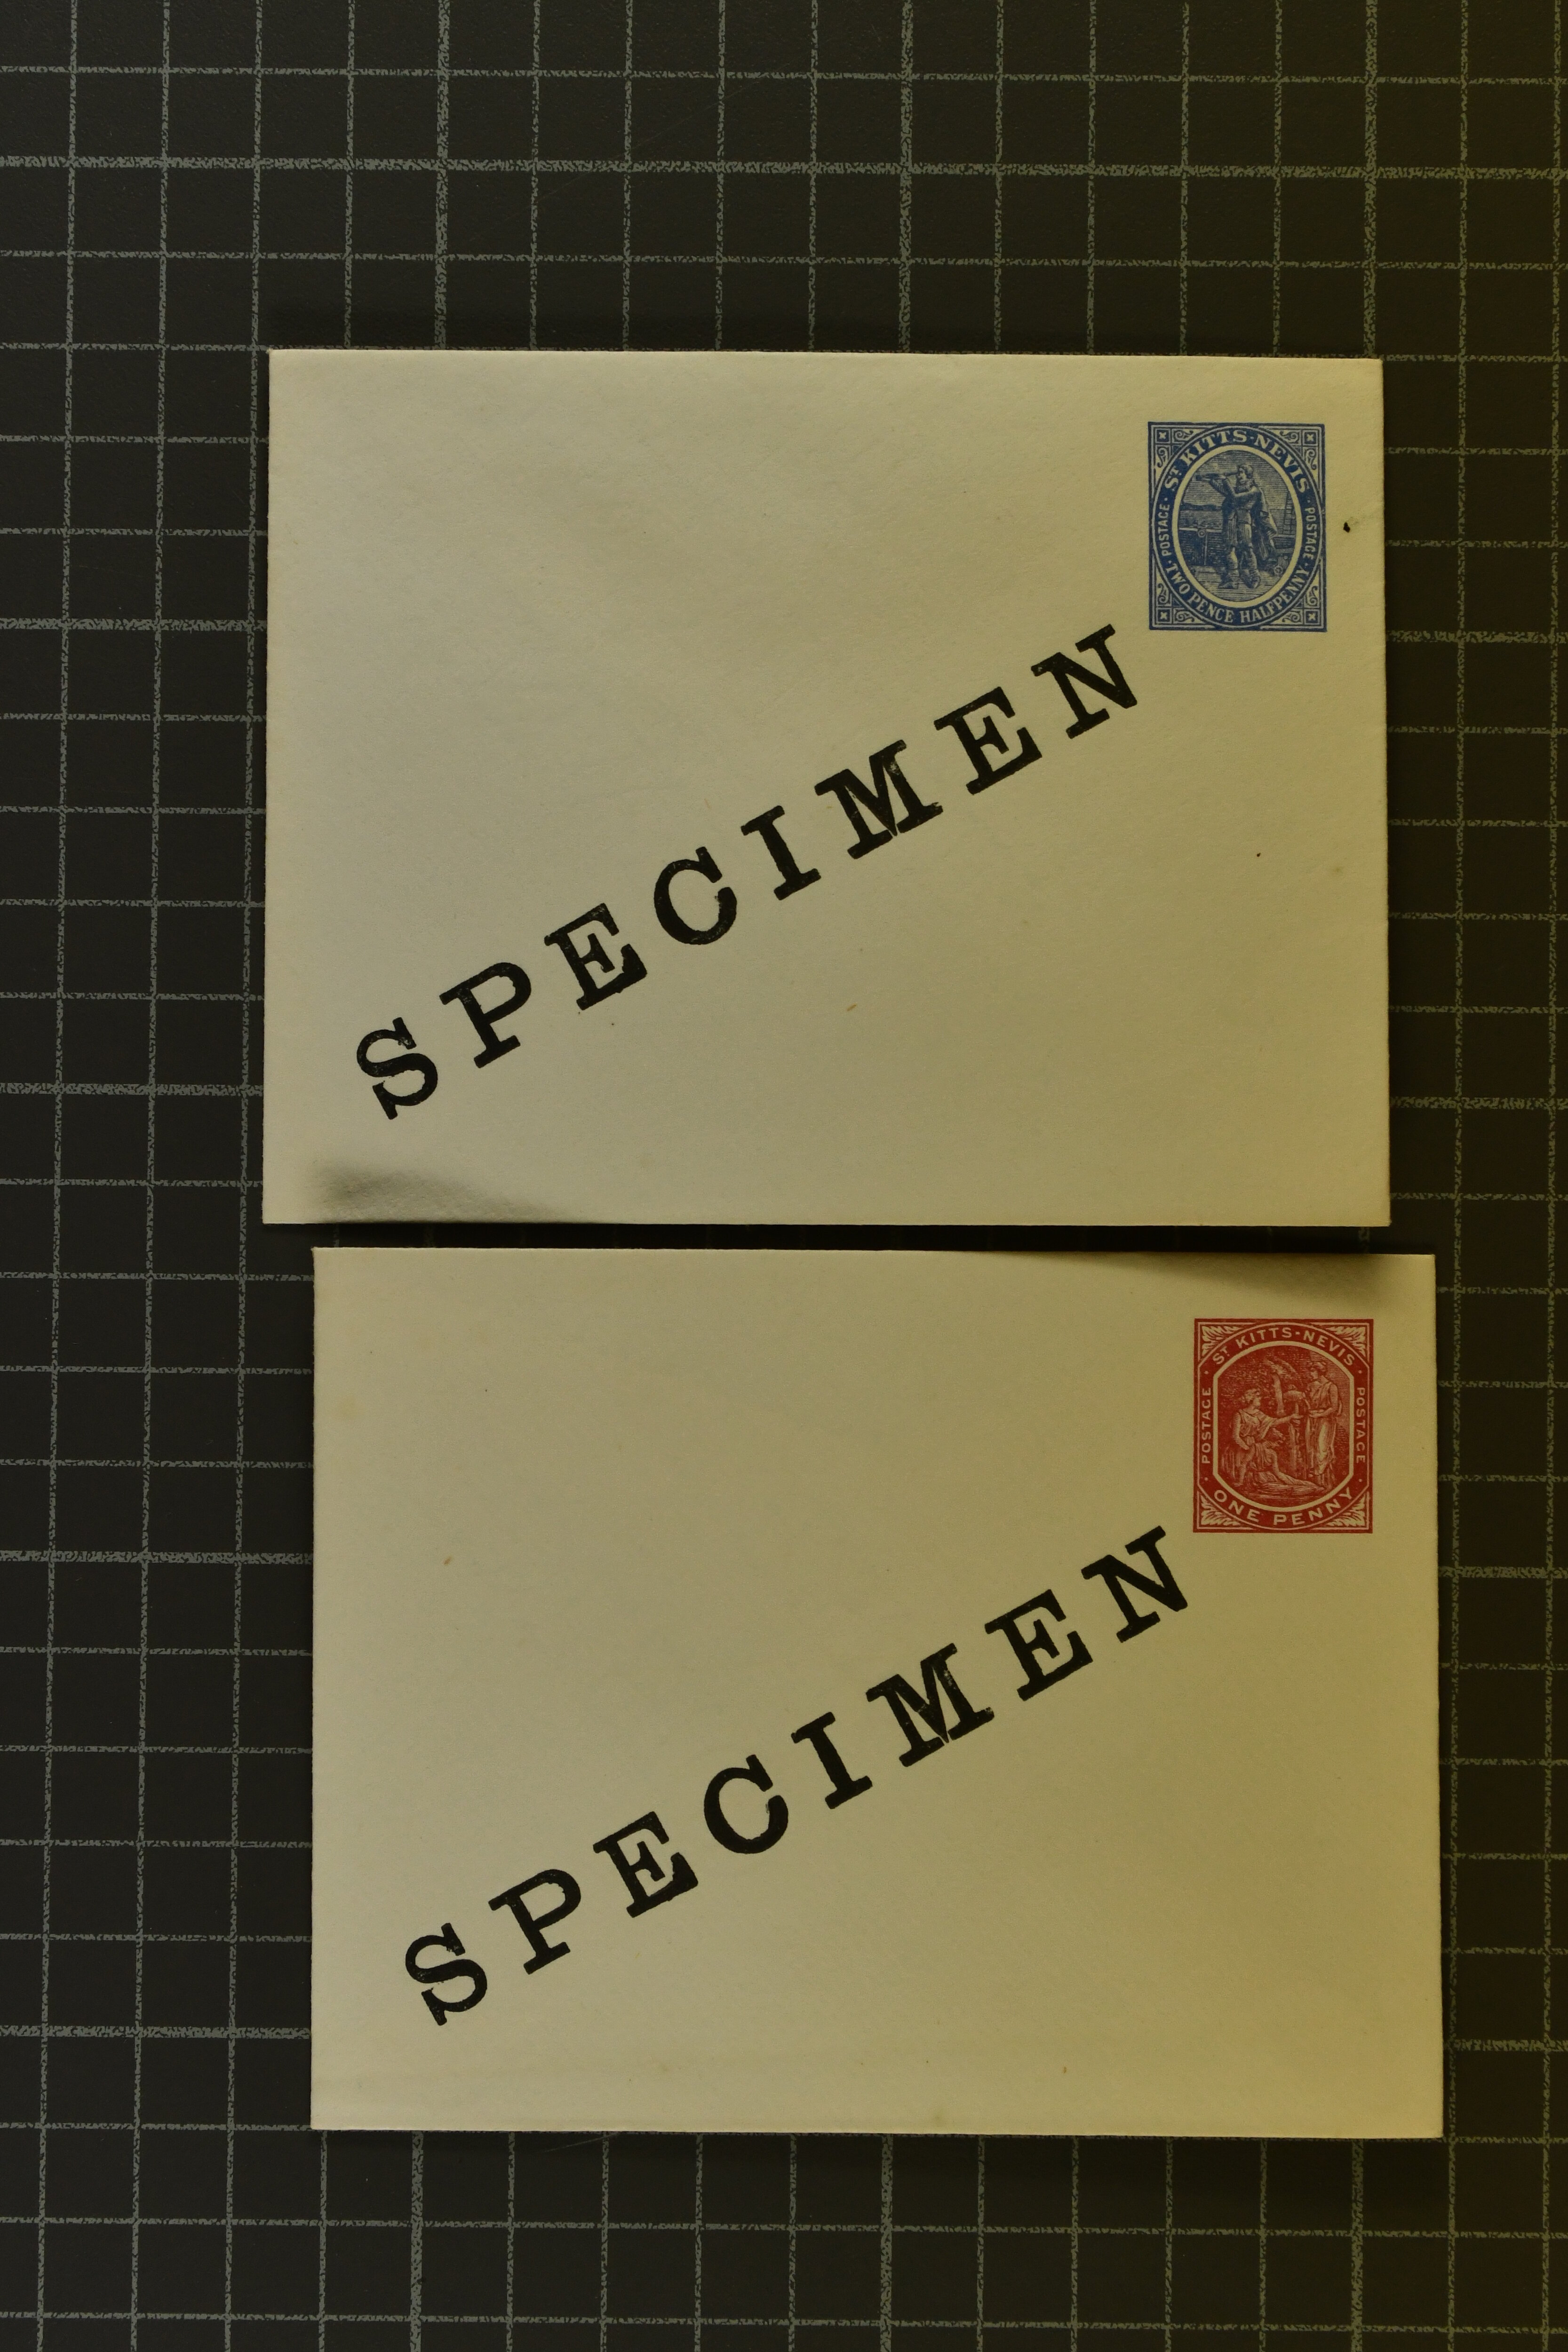 ST KITTS-NEVIS
· POSTAGE ·
· POSTAGE ·
TWO PENCE HALFPENNY
SPECIMEN
ST KITTS-NEVIS
· POSTAGE ·
· POSTAGE ·
ONE PENNY
SPECIMEN